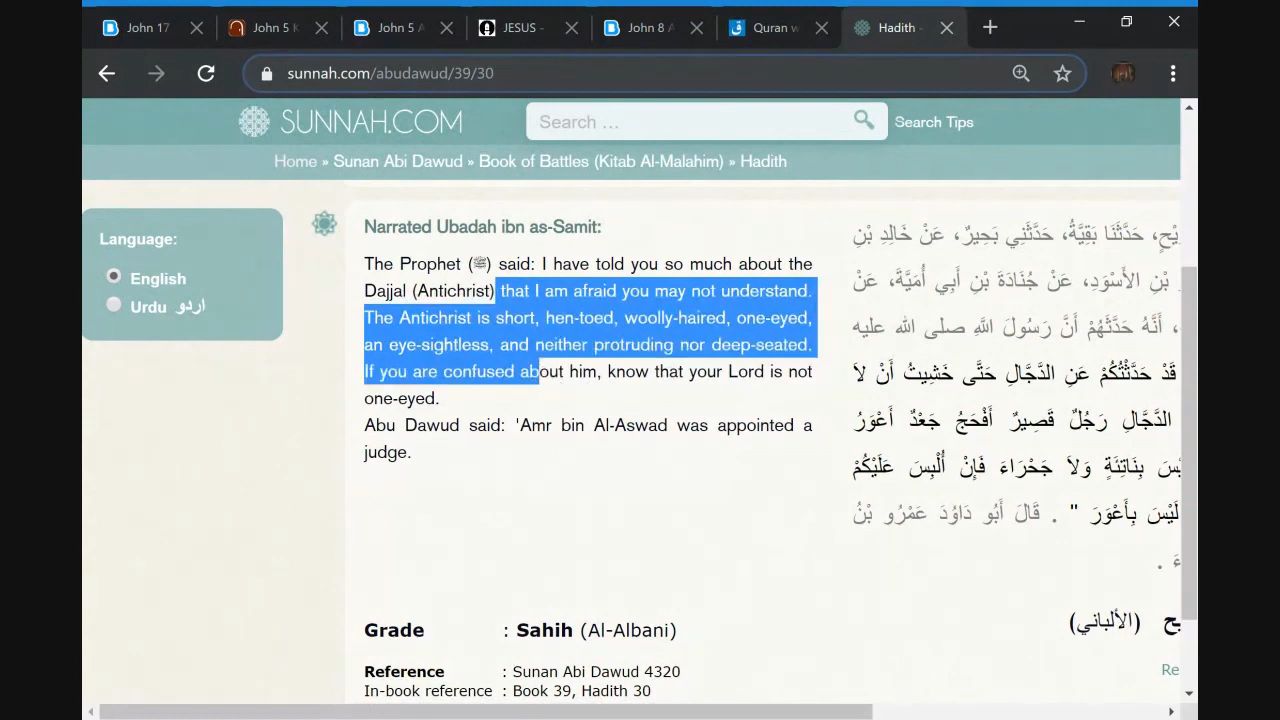 John 17
John 5 K
John 5 A
JESUS -
John 8 A
Quran w
Hadith -
sunnah.com/abudawud/39/30
SUNNAH.COM
Search ...
Search Tips
Home » Sunan Abi Dawud » Book of Battles (Kitab Al-Malahim) » Hadith
Language:
English
Urdu اردو
Narrated Ubadah ibn as-Samit:
The Prophet (ﷺ) said: I have told you so much about the
Dajjal (Antichrist) that I am afraid you may not understand.
The Antichrist is short, hen-toed, woolly-haired, one-eyed,
an eye-sightless, and neither protruding nor deep-seated.
If you are confused about him, know that your Lord is not
one-eyed.
Abu Dawud said: 'Amr bin Al-Aswad was appointed a
judge.
حَدَّثَنَا بَقِيَّةُ، حَدَّثَنِي بَحِيرٌ، عَنْ خَالِدِ بْنِ
بْنِ الأَسْوَدِ، عَنْ جُنَادَةَ بْنِ أَبِي أُمَيَّةَ، عَنْ
، أَنَّهُ حَدَّثَهُمْ أَنَّ رَسُولَ اللَّهِ صلى الله عليه
قَدْ حَدَّثْتُكُمْ عَنِ الدَّجَّالِ حَتَّى خَشِيتُ أَنْ لاَ
الدَّجَّالِ رَجُلٌ قَصِيرٌ أَفْحَجُ جَعْدٌ أَعْوَرُ
بِنَاتِئَةٍ وَلاَ جَحْرَاءَ فَإِنْ أُلْبِسَ عَلَيْكُمْ
لَيْسَ بِأَعْوَرَ " . قَالَ أَبُو دَاوُدَ عَمْرُو بْنُ
Grade : Sahih (Al-Albani)
(الألباني)
Reference : Sunan Abi Dawud 4320
In-book reference : Book 39, Hadith 30
Re